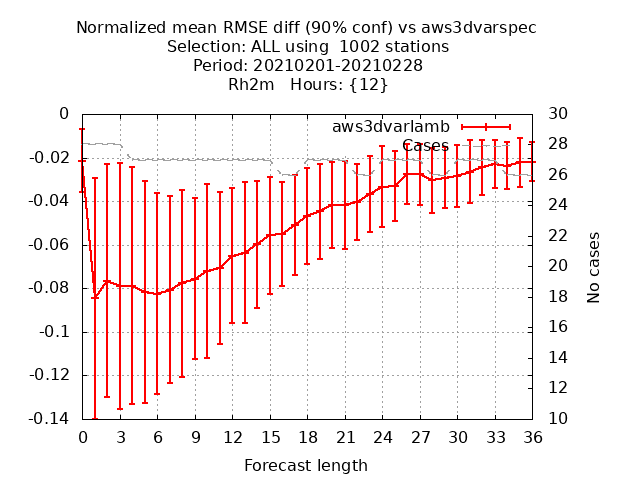 Normalized mean RMSE diff (90% conf) vs aws3dvarspec
Selection: ALL using  1002 stations
Period: 20210201-20210228
Rh2m   Hours: {12}
aws3dvarlamb
Cases
0
-0.02
-0.04
-0.06
-0.08
-0.1
-0.12
-0.14
30
28
26
24
22
20
18
16
14
12
10
No cases
0 3 6 9 12 15 18 21 24 27 30 33 36
Forecast length